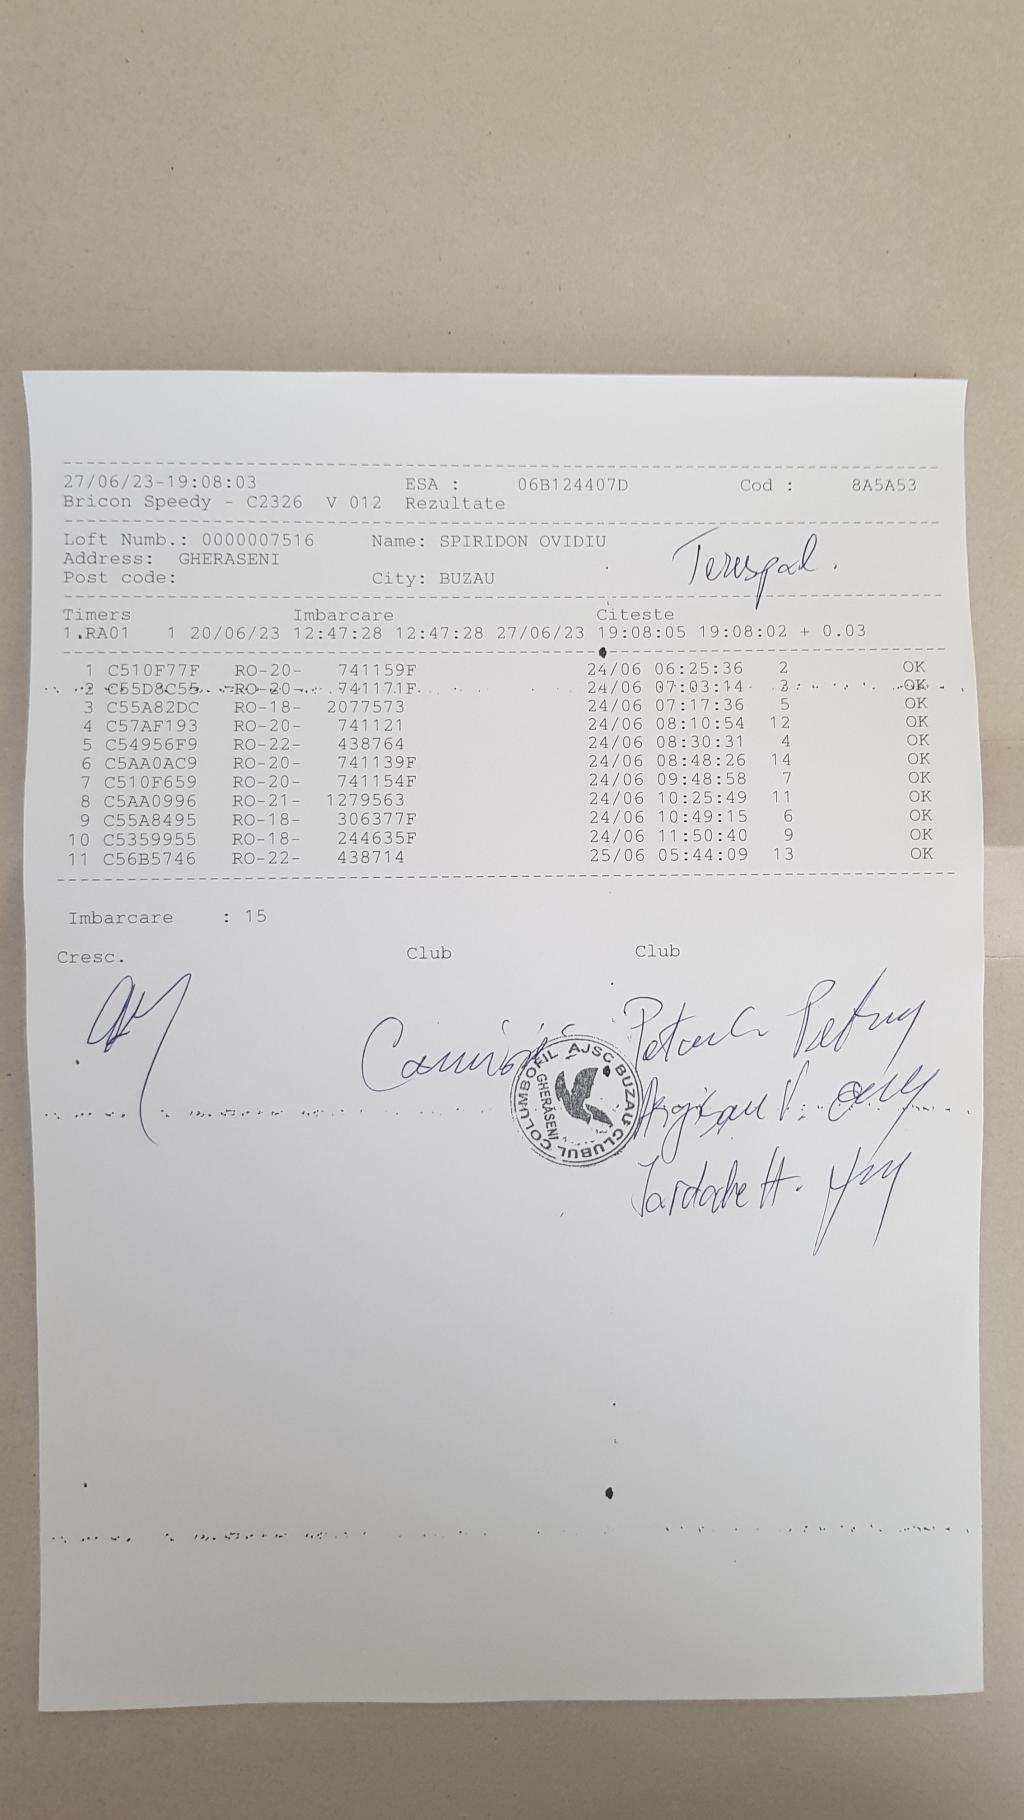 27/06/23-19:08:03 ESA : 06B124407D Cod : 8A5A53
Bricon Speedy - C2326 V 012 Rezultate
Loft Numb.: 0000007516 Name: SPIRIDON OVIDIU
Address: GHERASENI
Terespol.
Post code: City: BUZAU
Timers Imbarcare Citeste
1.RA01 1 20/06/23 12:47:28 12:47:28 27/06/23 19:08:05 19:08:02 + 0.03
1 C510F77F RO-20- 741159F 24/06 06:25:36 2 OK
2 C65D8C55 RO-20- 741171F 24/06 07:03:14 3 OK
3 C55A82DC RO-18- 2077573 24/06 07:17:36 5 OK
4 C57AF193 RO-20- 741121 24/06 08:10:54 12 OK
5 C54956F9 RO-22- 438764 24/06 08:30:31 4 OK
6 C5AA0AC9 RO-20- 741139F 24/06 08:48:26 14 OK
7 C510F659 RO-20- 741154F 24/06 09:48:58 7 OK
8 C5AA0996 RO-21- 1279563 24/06 10:25:49 11 OK
9 C55A8495 RO-18- 306377F 24/06 10:49:15 6 OK
10 C5359955 RO-18- 244635F 24/06 11:50:40 9 OK
11 C56B5746 RO-22- 438714 25/06 05:44:09 13 OK
Imbarcare : 15
Cresc. Club Club
CLUBUL COLUMBOFIL AJSC BUZAU
GHERĂSENI